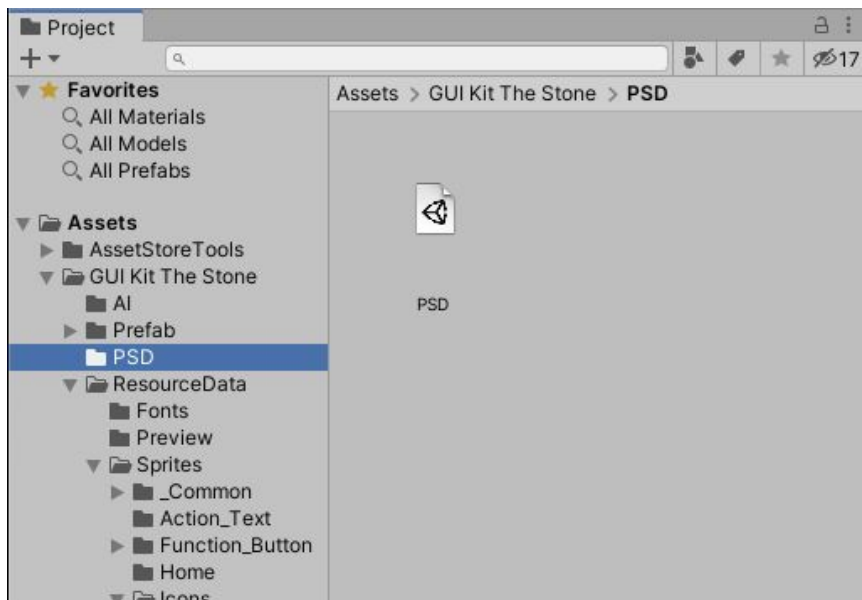 Project
17
Favorites
All Materials
All Models
All Prefabs
Assets
AssetStoreTools
GUI Kit The Stone
AI
Prefab
PSD
ResourceData
Fonts
Preview
Sprites
_Common
Action_Text
Function_Button
Home
Icons
Assets > GUI Kit The Stone > PSD
PSD